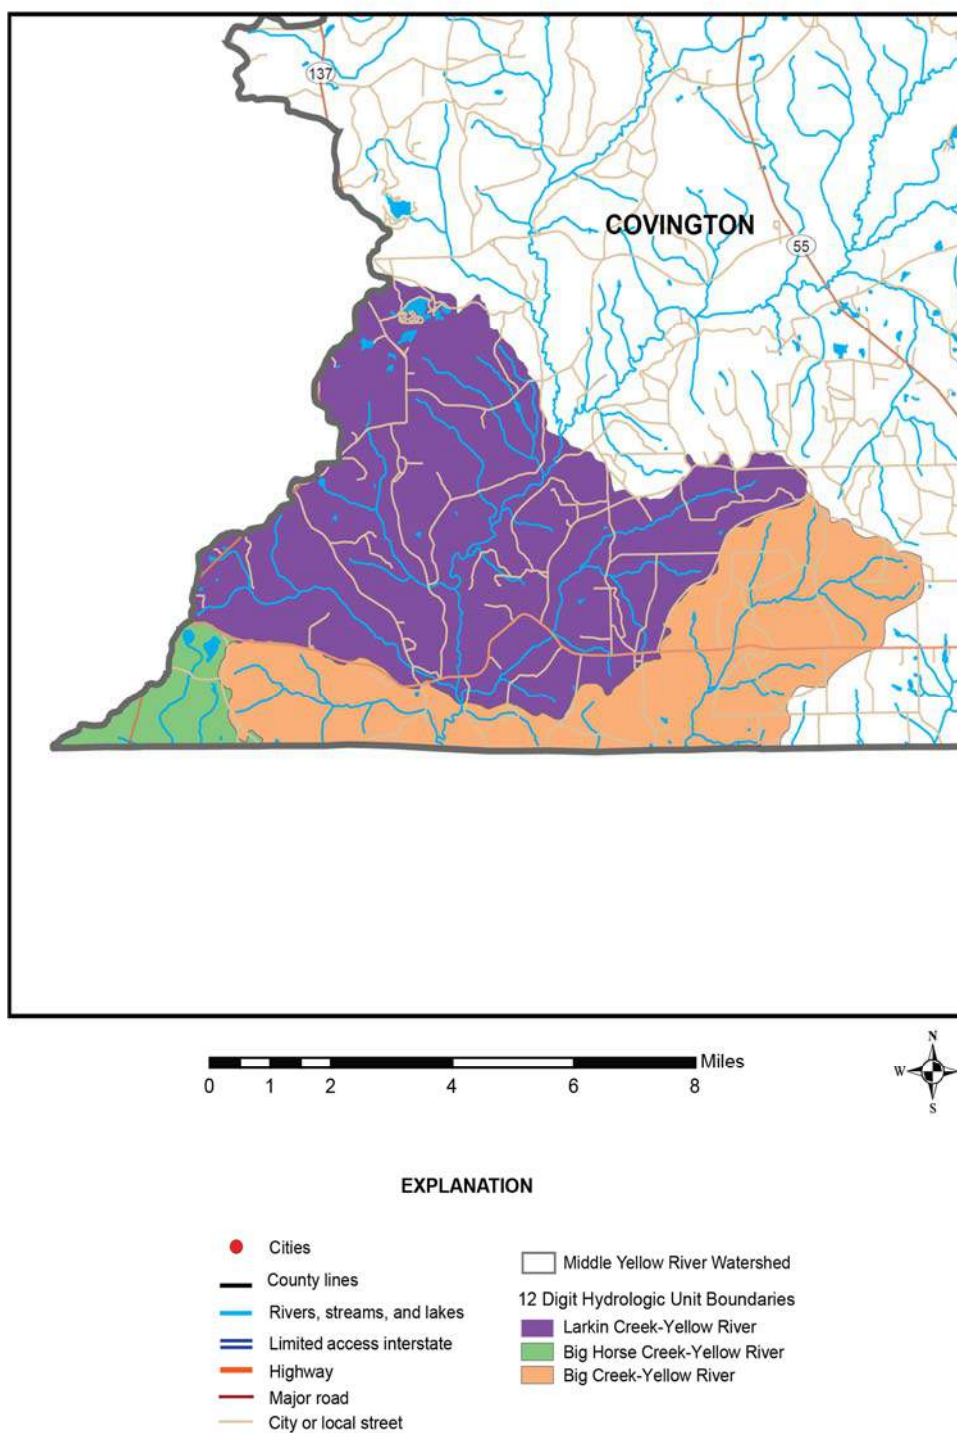 137
COVINGTON
55
Miles
0 1 2 4 6 8
N
W
S
EXPLANATION
Cities
County lines
Rivers, streams, and lakes
Limited access interstate
Highway
Major road
City or local street
Middle Yellow River Watershed
12 Digit Hydrologic Unit Boundaries
Larkin Creek-Yellow River
Big Horse Creek-Yellow River
Big Creek-Yellow River